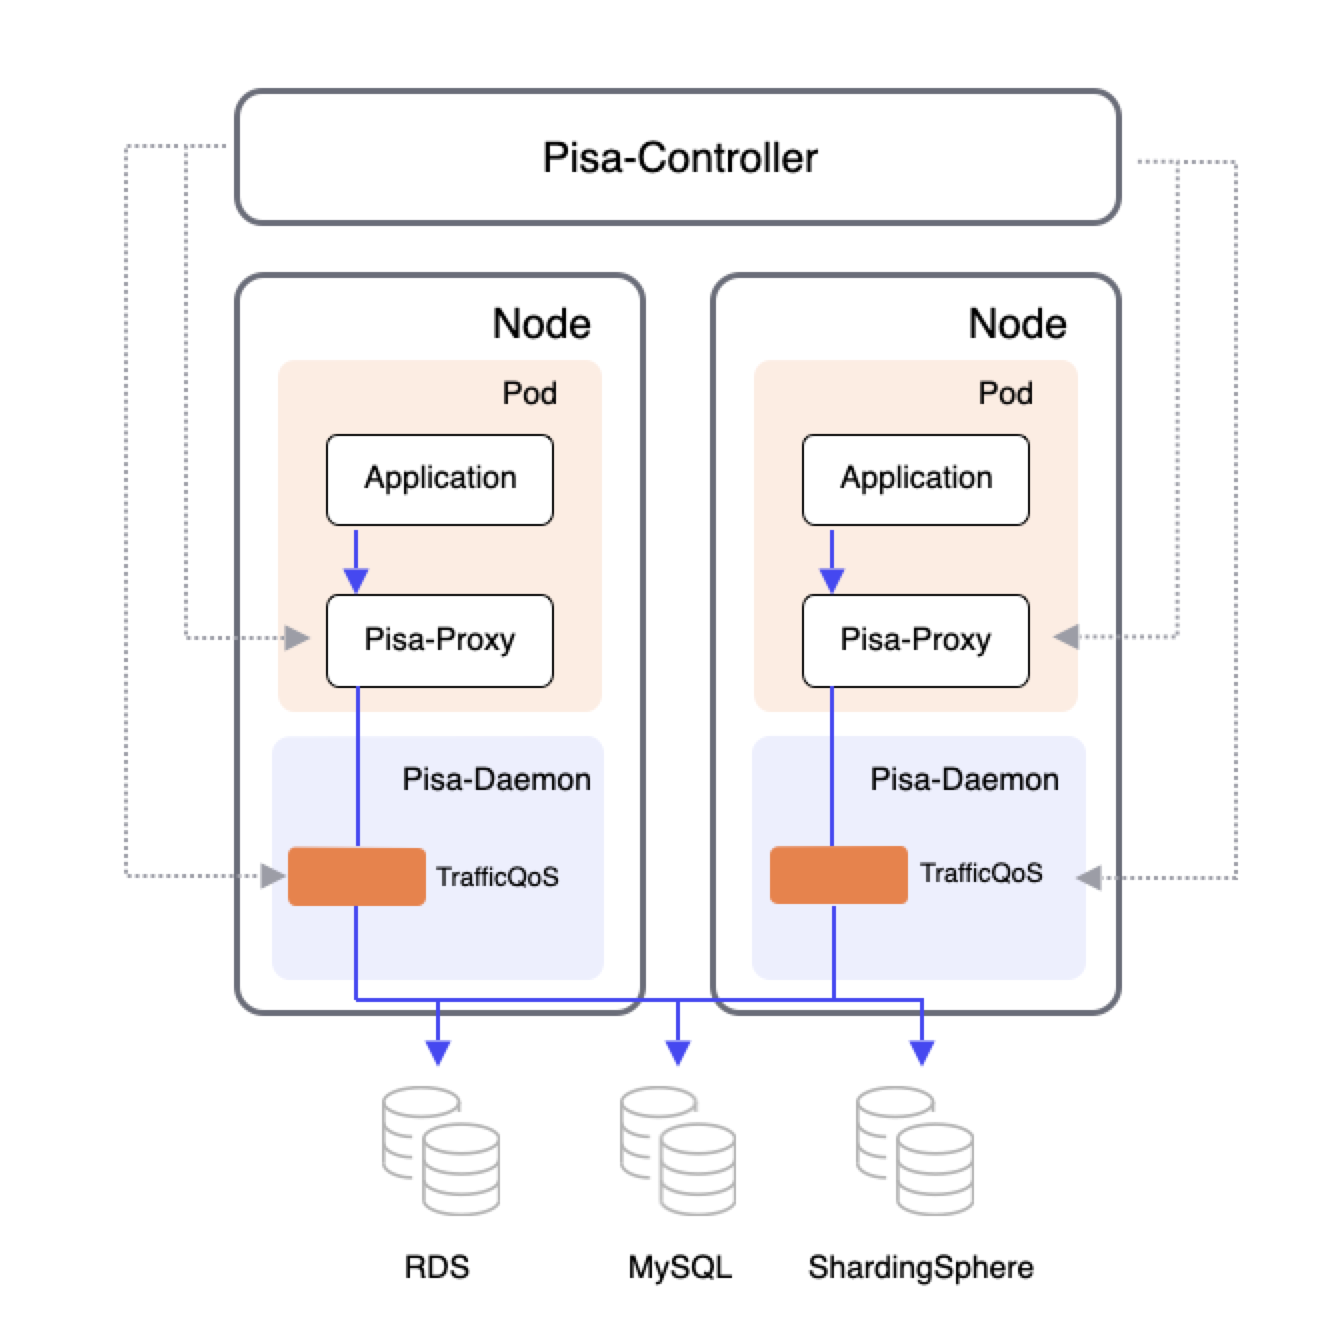 Pisa-Controller
Node
Pod
Application
Pisa-Proxy
Pisa-Daemon
TrafficQoS
Node
Pod
Application
Pisa-Proxy
Pisa-Daemon
TrafficQoS
RDS
MySQL
ShardingSphere